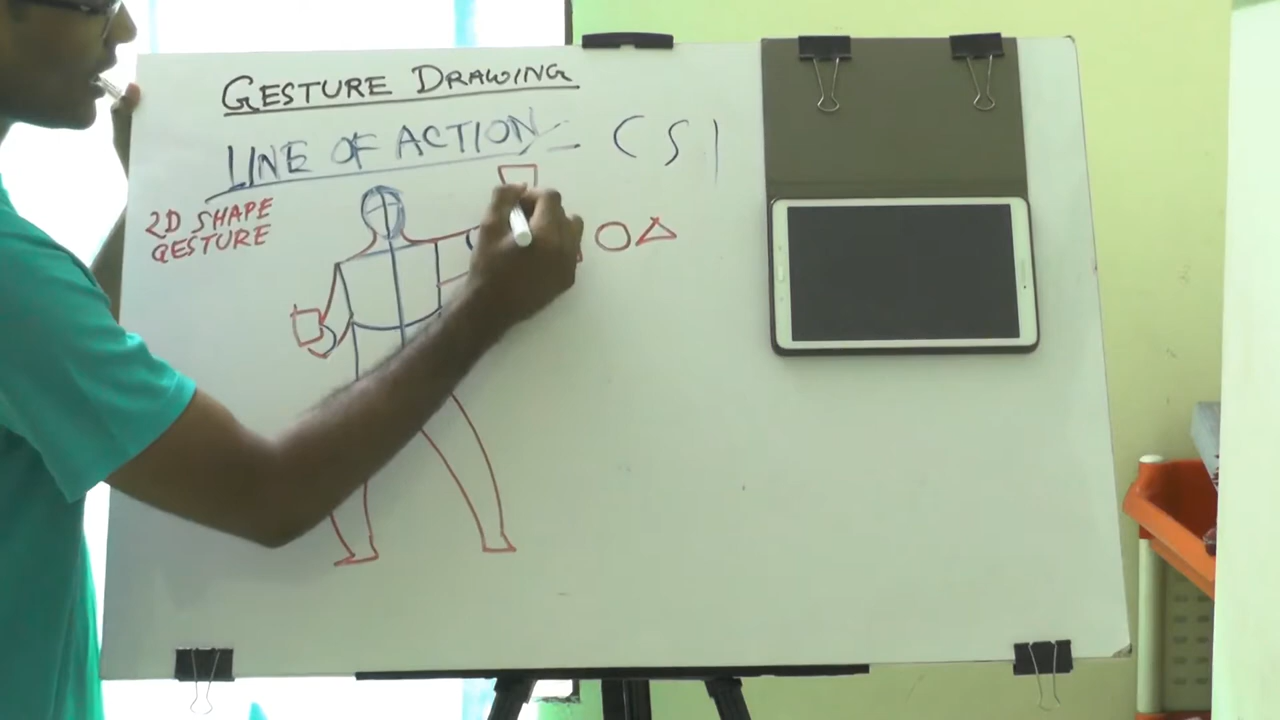 GESTURE DRAWING
LINE OF ACTION = C S I
2D SHAPE
GESTURE